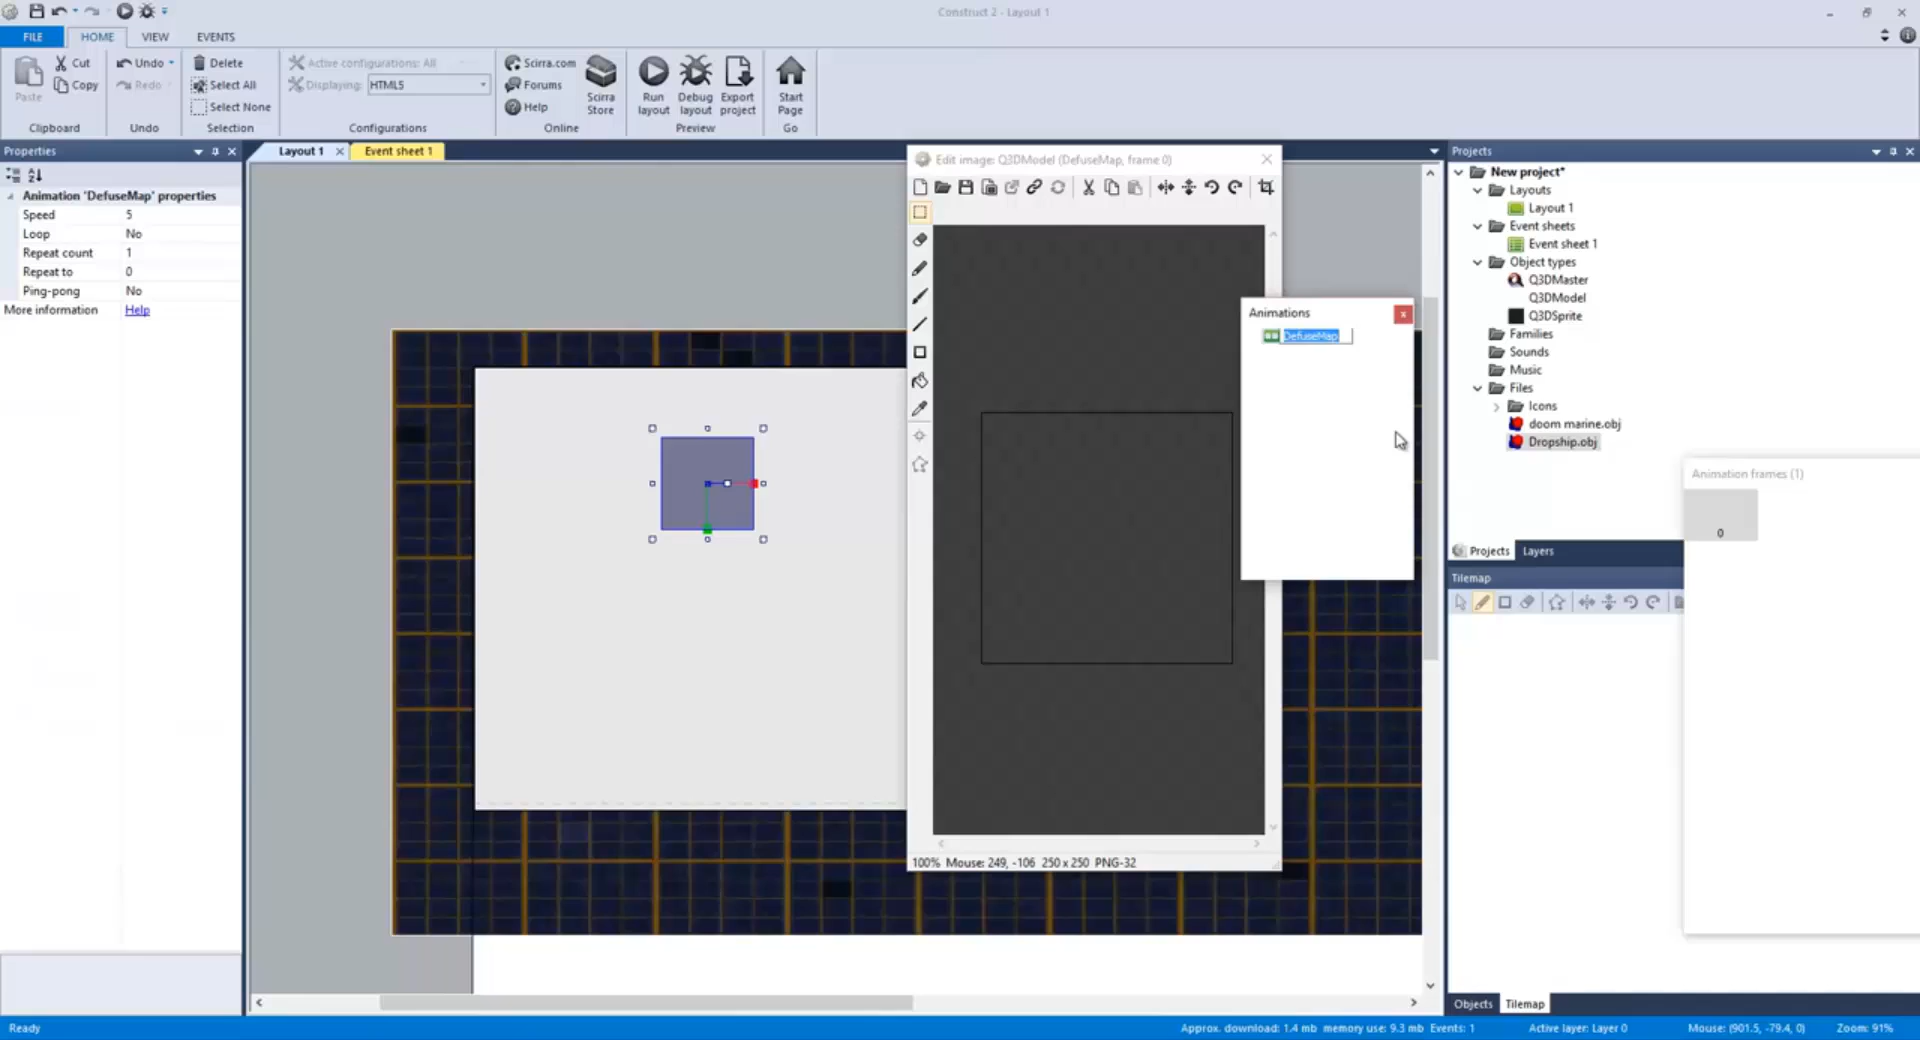 Construct 2 - Layout 1
FILE
HOME
VIEW
EVENTS
Paste
Cut
Copy
Clipboard
Undo
Redo
Undo
Delete
Select All
Select None
Selection
Active configurations: All
Displaying:
HTML5
Configurations
Scirra.com
Forums
Help
Scirra Store
Online
Run layout
Debug layout
Export project
Preview
Start Page
Go
Properties
Animation 'DefuseMap' properties
Speed 5
Loop No
Repeat count 1
Repeat to 0
Ping-pong No
More information Help
Layout 1
Event sheet 1
Edit image: Q3DModel (DefuseMap, frame 0)
100% Mouse: 249, -106 250 x 250 PNG-32
Animations
DefuseMap
Projects
New project*
Layouts
Layout 1
Event sheets
Event sheet 1
Object types
Q3DMaster
Q3DModel
Q3DSprite
Families
Sounds
Music
Files
Icons
doom marine.obj
Dropship.obj
Animation frames (1)
0
Projects
Layers
Tilemap
Objects
Tilemap
Ready
Approx. download: 1.4 mb memory use: 9.3 mb Events: 1
Active layer: Layer 0
Mouse: (901.5, -79.4, 0)
Zoom: 91%